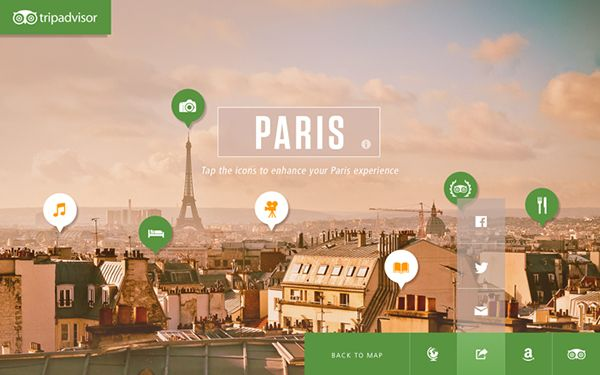 tripadvisor
PARIS
Tap the icons to enhance your Paris experience
BACK TO MAP